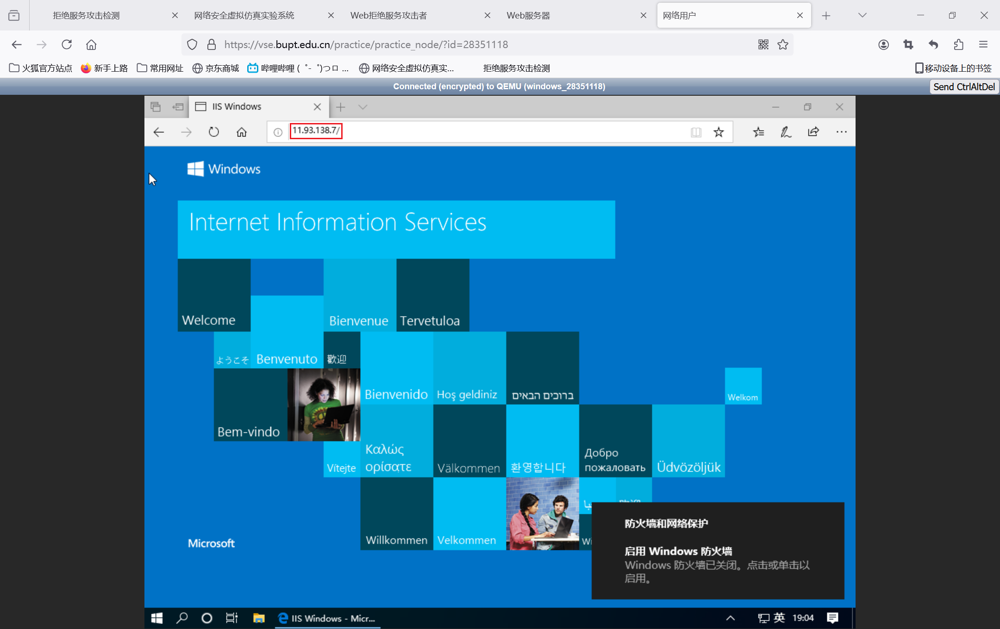 拒绝服务攻击检测
网络安全虚拟仿真实验系统
Web拒绝服务攻击者
Web服务器
网络用户
https://vse.bupt.edu.cn/practice/practice_node/?id=28351118
火狐官方站点
新手上路
常用网址
京东商城
哔哩哔哩 ( ゜- ゜)つロ ...
网络安全虚拟仿真实...
拒绝服务攻击检测
移动设备上的书签
Connected (encrypted) to QEMU (windows_28351118)
Send CtrlAltDel
IIS Windows
11.93.138.7/
Windows
Internet Information Services
Welcome
Bienvenue
Tervetuloa
ようこそ
Benvenuto
歡迎
Bienvenido
Hoş geldiniz
ברוכים הבאים
Welkom
Bem-vindo
Vítejte
Καλώς
ορίσατε
Välkommen
환영합니다
Добро
пожаловать
Üdvözöljük
Willkommen
Velkommen
Microsoft
防火墙和网络保护
启用 Windows 防火墙
Windows 防火墙已关闭。点击或单击以
启用。
IIS Windows - Micr...
英
19:04